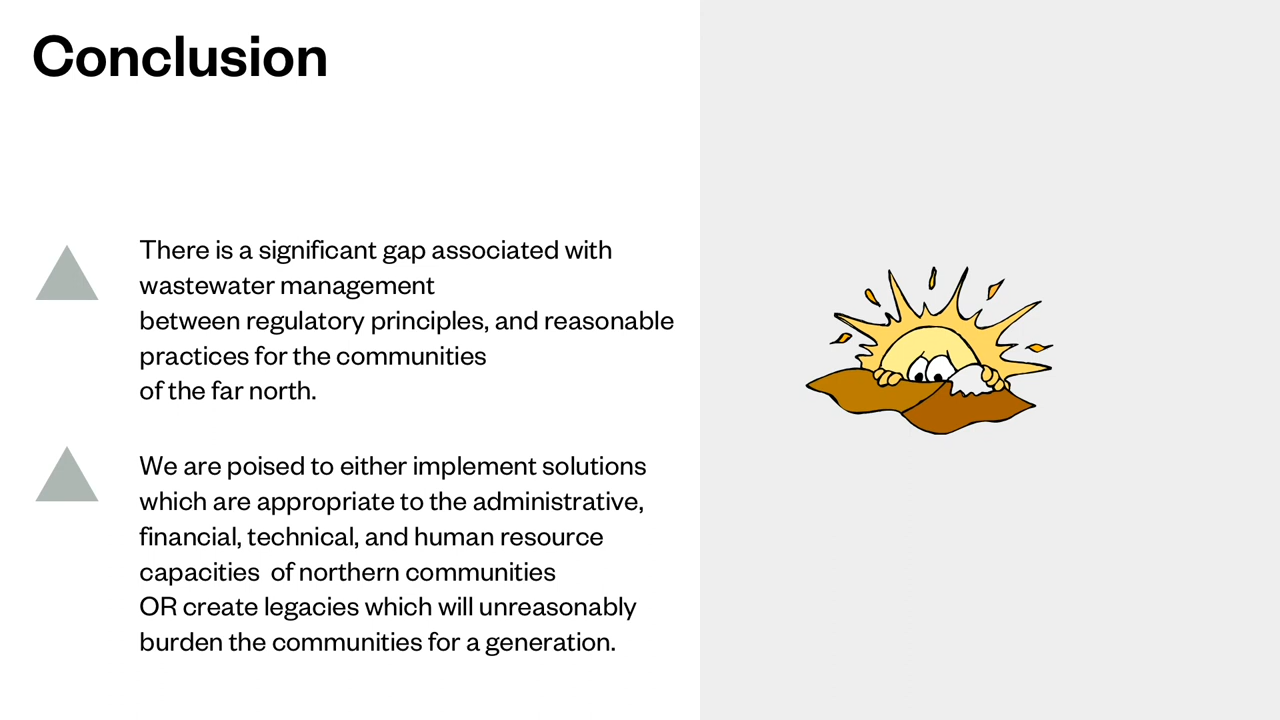 Conclusion
There is a significant gap associated with
wastewater management
between regulatory principles, and reasonable
practices for the communities
of the far north.
We are poised to either implement solutions
which are appropriate to the administrative,
financial, technical, and human resource
capacities  of northern communities
OR create legacies which will unreasonably
burden the communities for a generation.